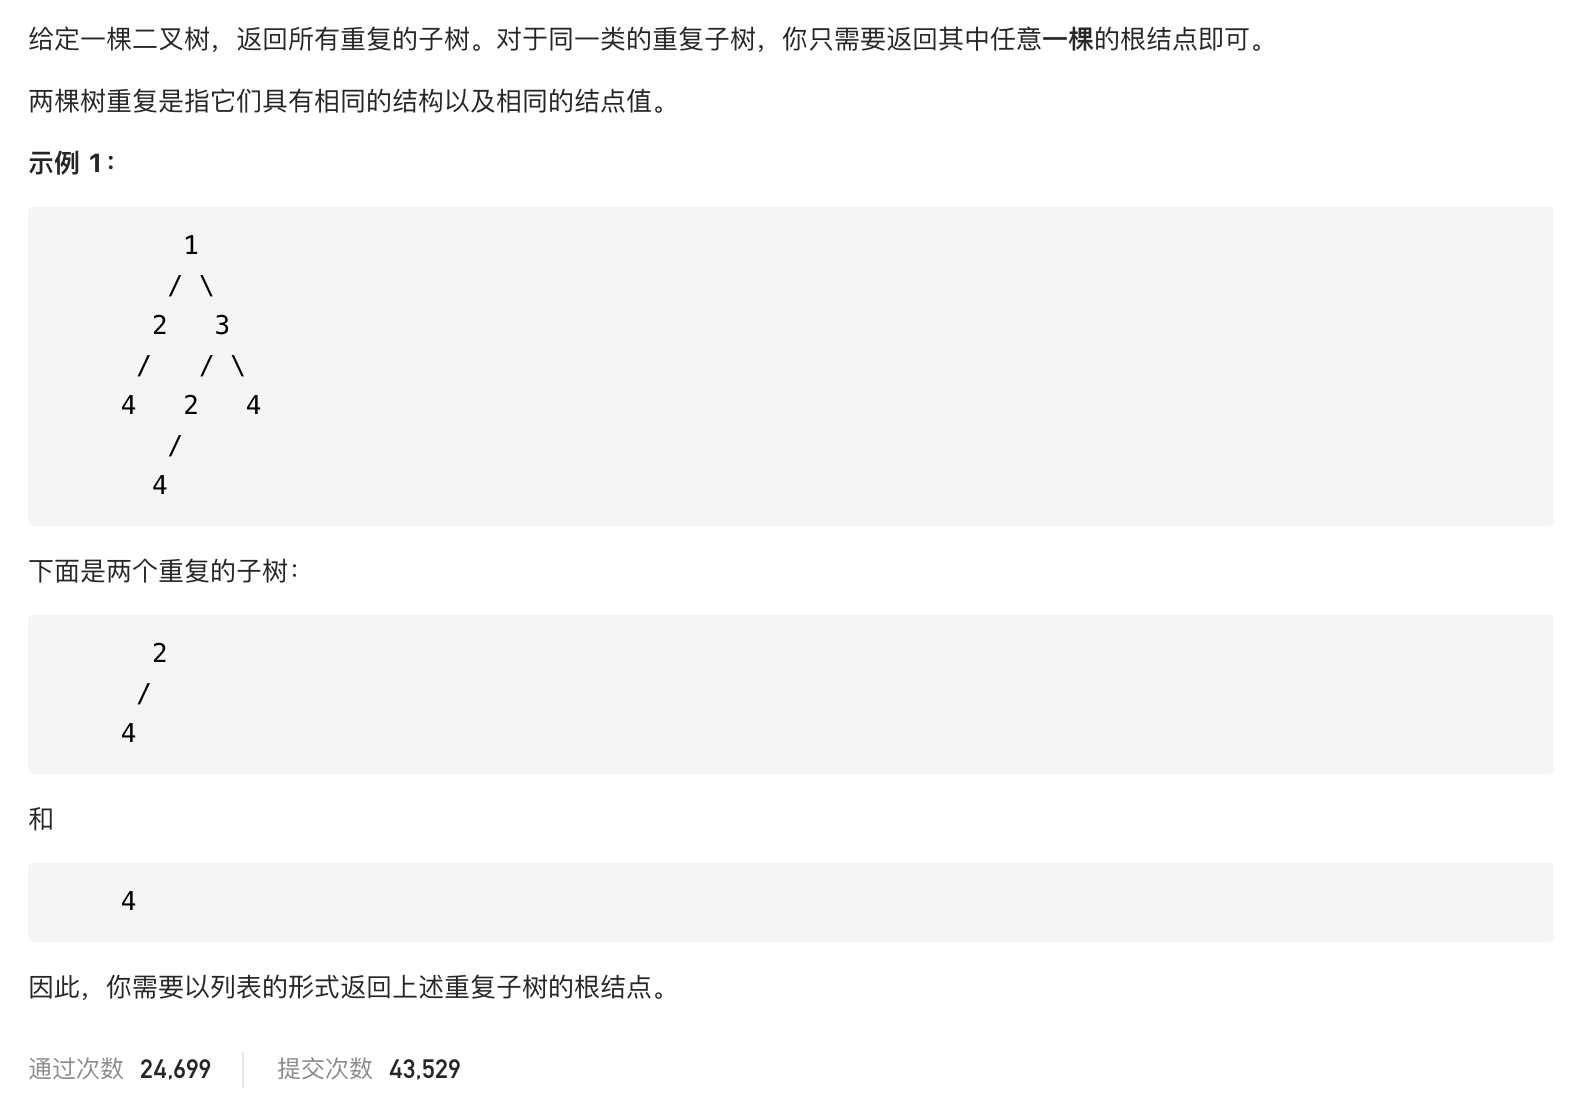 给定一棵二叉树，返回所有重复的子树。对于同一类的重复子树，你只需要返回其中任意一棵的根结点即可。
两棵树重复是指它们具有相同的结构以及相同的结点值。
示例 1：
        1
       / \
      2   3
     /   / \
    4   2   4
       /
      4
下面是两个重复的子树：
      2
     /
    4
和
    4
因此，你需要以列表的形式返回上述重复子树的根结点。
通过次数 24,699 提交次数 43,529